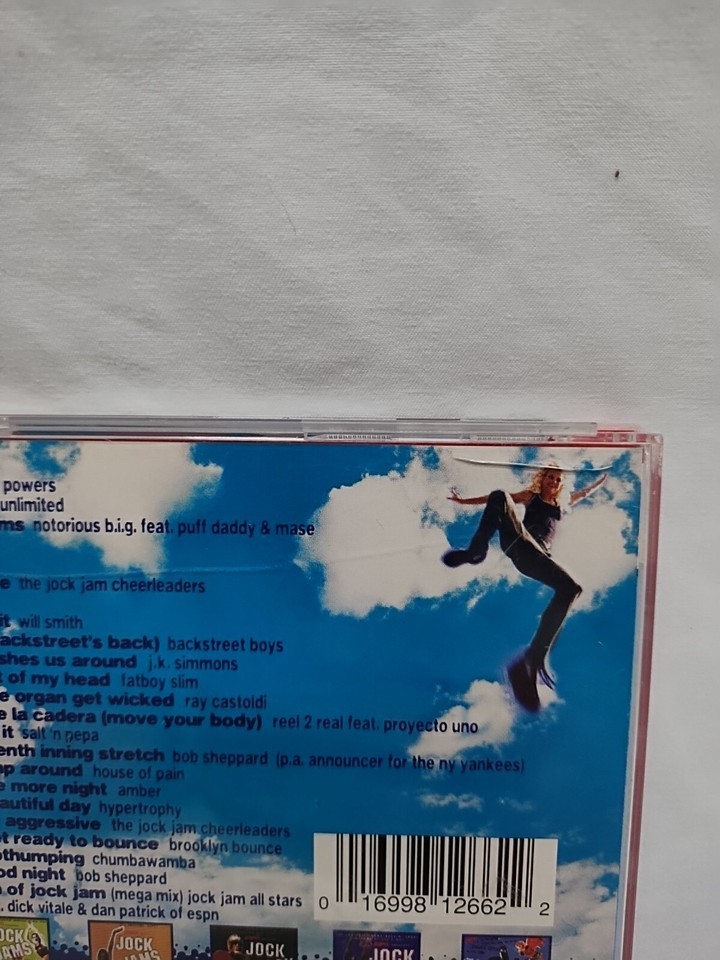 powers
unlimited
ms notorious b.i.g. feat. puff daddy & mase
e the jock jam cheerleaders
it will smith
ackstreet's back) backstreet boys
shes us around j.k. simmons
t of my head fatboy slim
e organ get wicked ray castoldi
e la cadera (move your body) reel 2 real feat. proyecto uno
it salt 'n pepa
enth inning stretch bob sheppard (p.a. announcer for the ny yankees)
p around house of pain
e more night amber
autiful day hypertrophy
aggressive the jock jam cheerleaders
t ready to bounce brooklyn bounce
bthumping chumbawamba
od night bob sheppard
of jock jam (mega mix) jock jam all stars
. dick vitale & dan patrick of espn
0 16998 12662 2
OCK JAMS
JOCK JAMS
JOCK
JOCK